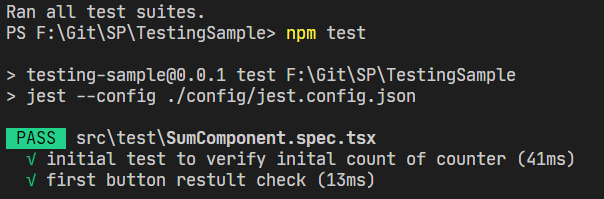 Ran all test suites.
PS F:\Git\SP\TestingSample> npm test
> testing-sample@0.0.1 test F:\Git\SP\TestingSample
> jest --config ./config/jest.config.json
PASS src\test\SumComponent.spec.tsx
√ initial test to verify inital count of counter (41ms)
√ first button restult check (13ms)